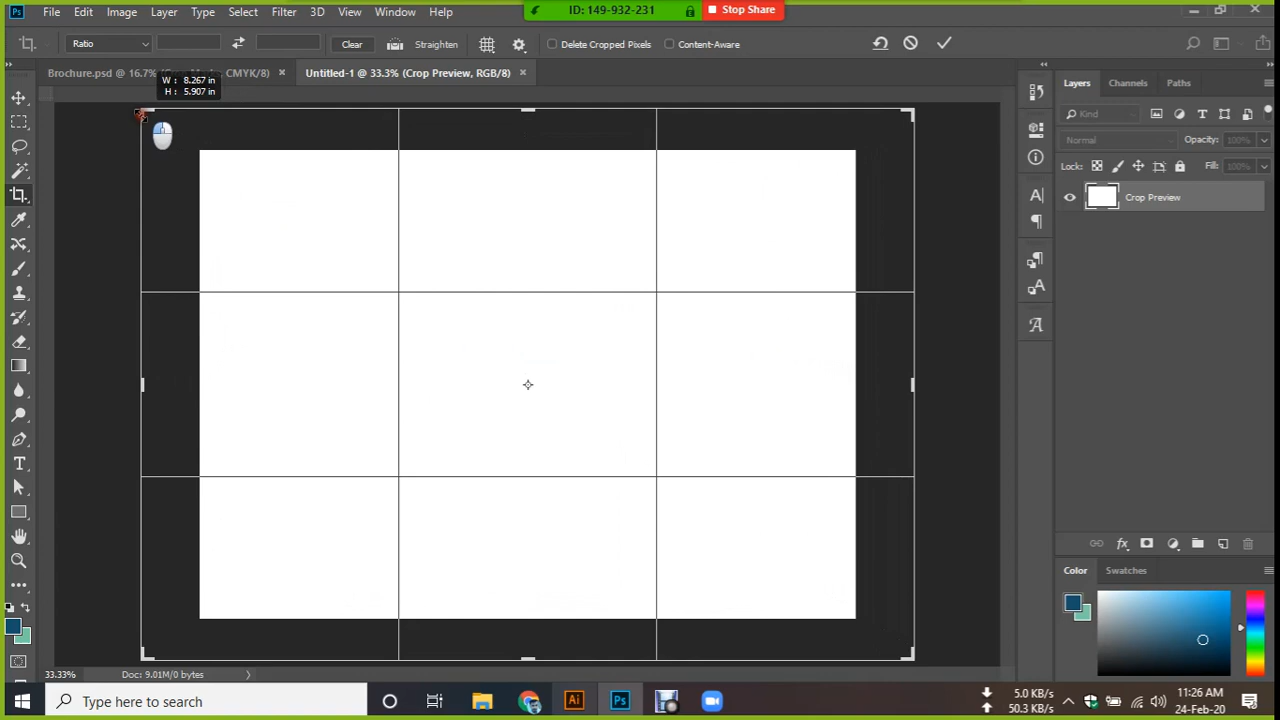 ID: 149-932-231
Stop Share
Ps File Edit Image Layer Type Select Filter 3D View Window Help
Ratio Clear Straighten Delete Cropped Pixels Content-Aware
Brochure.psd @ 16.7% CMYK/8) Untitled-1 @ 33.3% (Crop Preview, RGB/8)
W : 8.267 in
H : 5.907 in
Layers Channels Paths
Kind
Normal Opacity: 100%
Lock: Fill: 100%
Crop Preview
Color Swatches
33.33% Doc: 9.01M/0 bytes
Type here to search
Ai Ps
5.0 KB/s
50.3 KB/s
11:26 AM
24-Feb-20